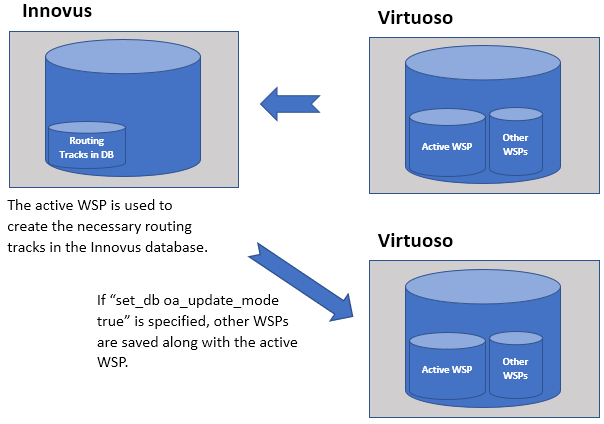 Innovus
Routing
Tracks in DB
Virtuoso
Active WSP
Other
WSPs
The active WSP is used to
create the necessary routing
tracks in the Innovus database.
If “set_db oa_update_mode
true” is specified, other WSPs
are saved along with the active
WSP.
Virtuoso
Active WSP
Other
WSPs